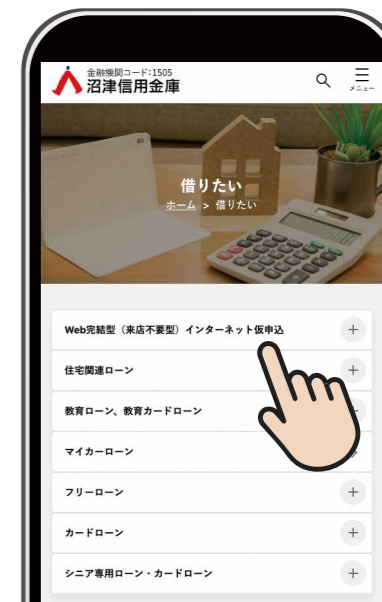 金融機関コード:1505
沼津信用金庫
メニュー
借りたい
ホーム > 借りたい
Web完結型（来店不要型）インターネット仮申込
住宅関連ローン
教育ローン、教育カードローン
マイカーローン
フリーローン
カードローン
シニア専用ローン・カードローン